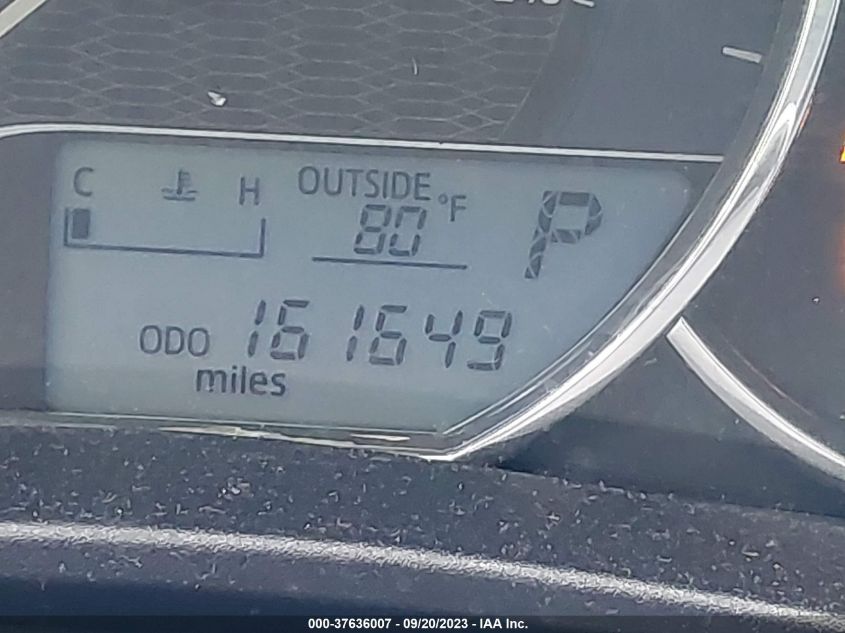 C H OUTSIDE
80 °F P
ODO 161649
miles
000-37636007 - 09/20/2023 - IAA Inc.